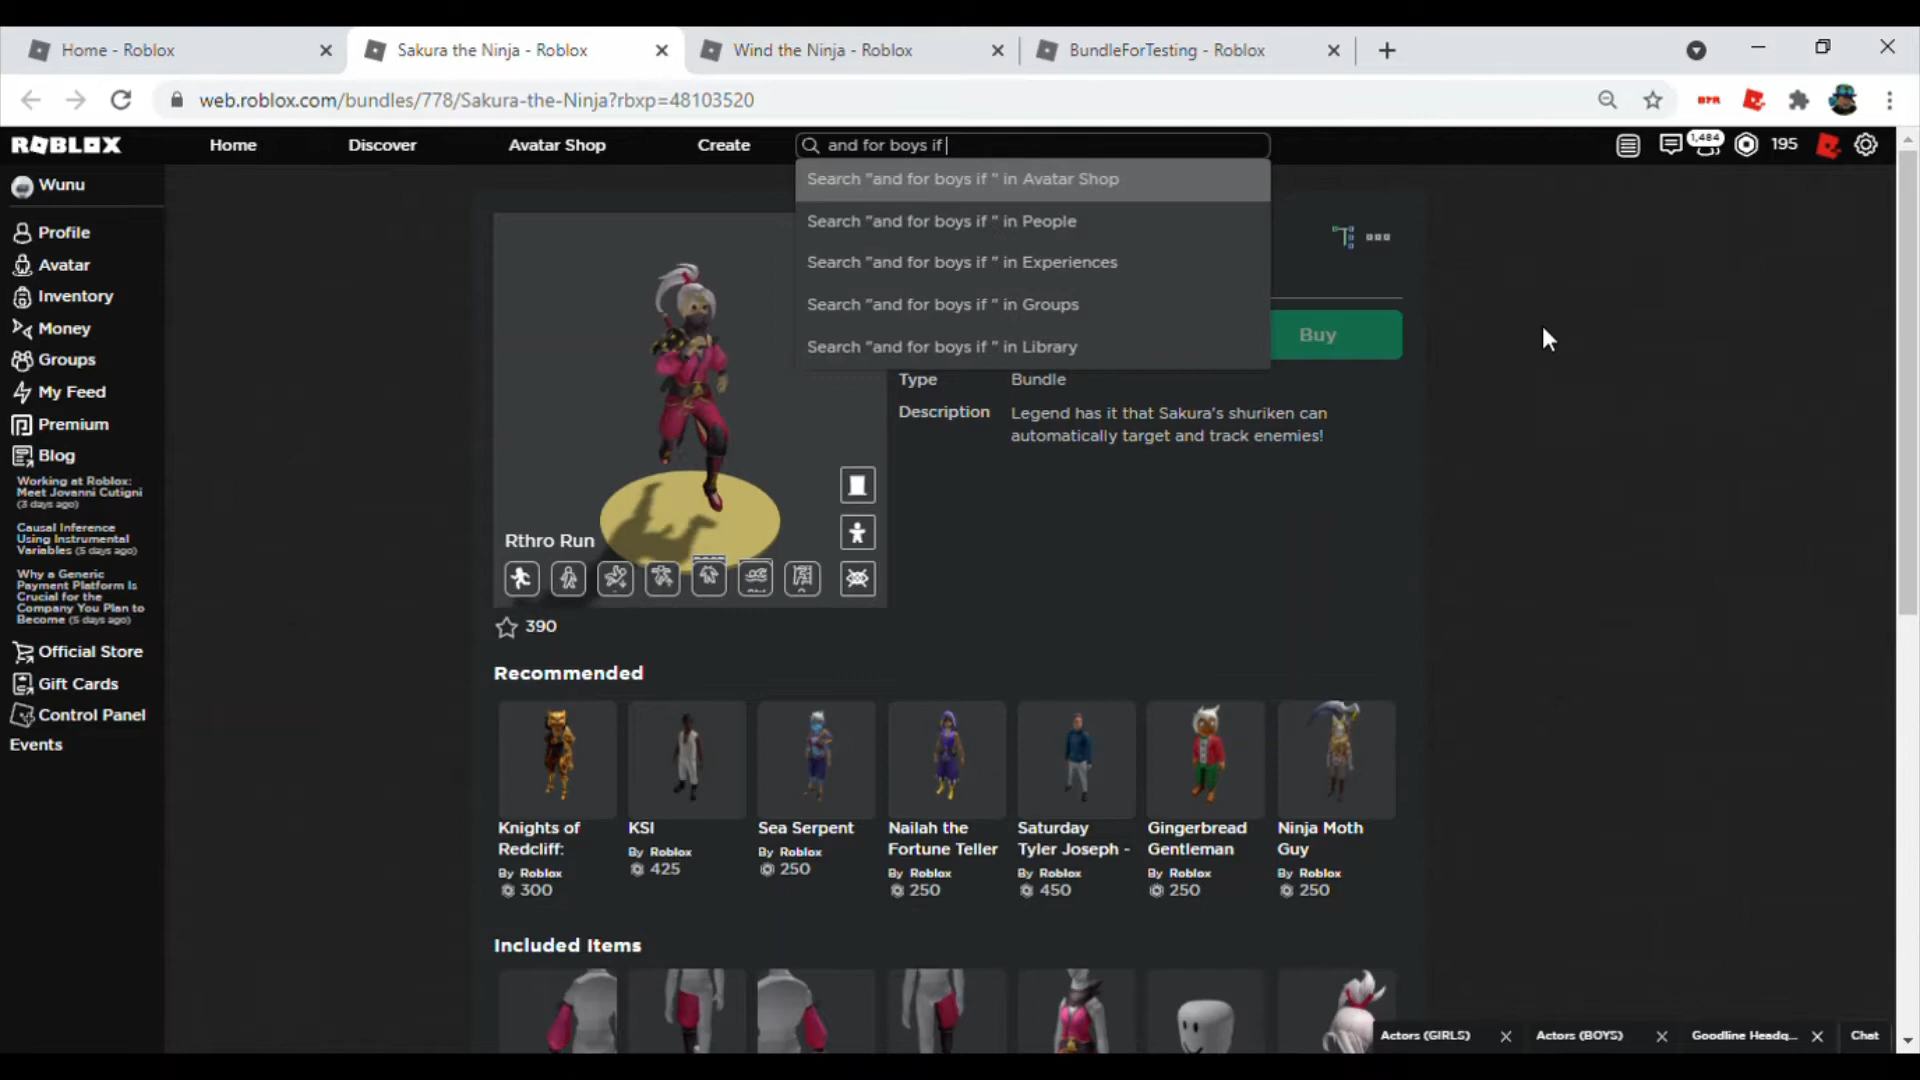 Home - Roblox
Sakura the Ninja - Roblox
Wind the Ninja - Roblox
BundleForTesting - Roblox
web.roblox.com/bundles/778/Sakura-the-Ninja?rbxp=48103520
ROBLOX
Home
Discover
Avatar Shop
Create
and for boys if
1,484
195
Search "and for boys if " in Avatar Shop
Search "and for boys if " in People
Search "and for boys if " in Experiences
Search "and for boys if " in Groups
Search "and for boys if " in Library
Wunu
Profile
Avatar
Inventory
Money
Groups
My Feed
Premium
Blog
Working at Roblox:
Meet Jovanni Cutigni
(3 days ago)
Causal Inference
Using Instrumental
Variables (5 days ago)
Why a Generic
Payment Platform Is
Crucial for the
Company You Plan to
Become (5 days ago)
Official Store
Gift Cards
Control Panel
Events
Buy
Type
Bundle
Description
Legend has it that Sakura's shuriken can
automatically target and track enemies!
Rthro Run
390
Recommended
Knights of
Redcliff:
By Roblox
300
KSI
By Roblox
425
Sea Serpent
By Roblox
250
Nailah the
Fortune Teller
By Roblox
250
Saturday
Tyler Joseph -
By Roblox
450
Gingerbread
Gentleman
By Roblox
250
Ninja Moth
Guy
By Roblox
250
Included Items
Actors (GIRLS)
Actors (BOYS)
Goodline Headq...
Chat